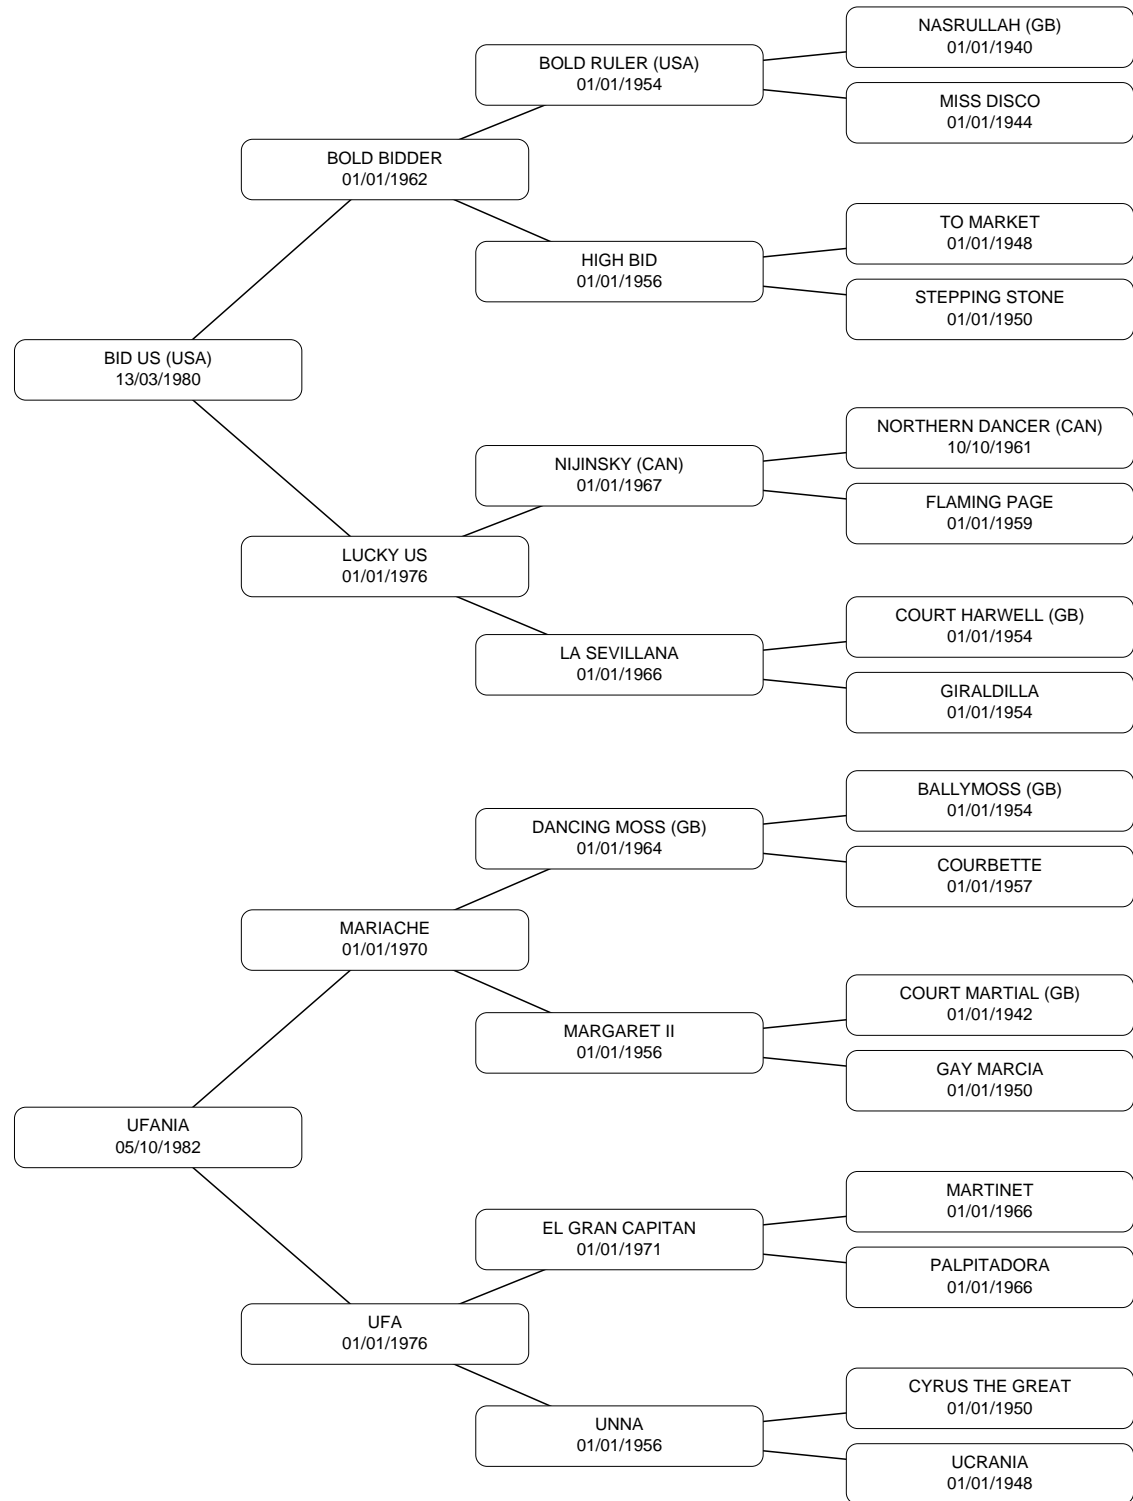 NASRULLAH (GB)
01/01/1940
BOLD RULER (USA)
01/01/1954
MISS DISCO
01/01/1944
BOLD BIDDER
01/01/1962
TO MARKET
01/01/1948
HIGH BID
01/01/1956
STEPPING STONE
01/01/1950
BID US (USA)
13/03/1980
NORTHERN DANCER (CAN)
10/10/1961
NIJINSKY (CAN)
01/01/1967
FLAMING PAGE
01/01/1959
LUCKY US
01/01/1976
COURT HARWELL (GB)
01/01/1954
LA SEVILLANA
01/01/1966
GIRALDILLA
01/01/1954
BALLYMOSS (GB)
01/01/1954
DANCING MOSS (GB)
01/01/1964
COURBETTE
01/01/1957
MARIACHE
01/01/1970
COURT MARTIAL (GB)
01/01/1942
MARGARET II
01/01/1956
GAY MARCIA
01/01/1950
UFANIA
05/10/1982
MARTINET
01/01/1966
EL GRAN CAPITAN
01/01/1971
PALPITADORA
01/01/1966
UFA
01/01/1976
CYRUS THE GREAT
01/01/1950
UNNA
01/01/1956
UCRANIA
01/01/1948